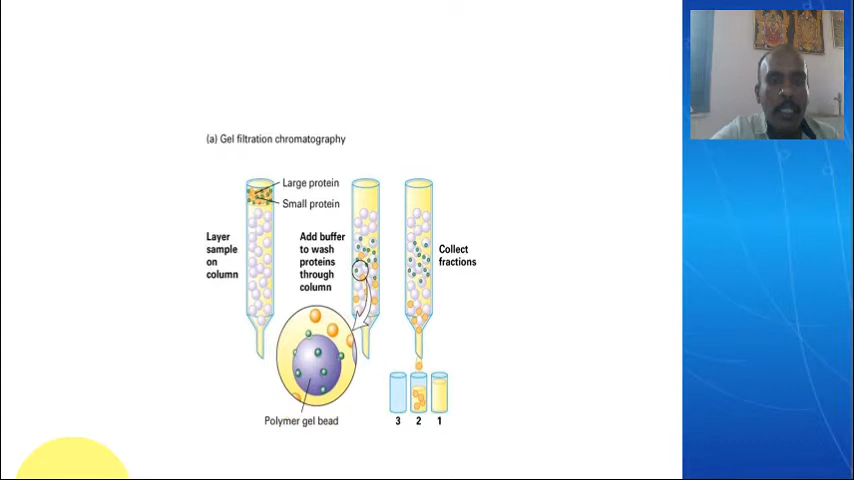 (a) Gel filtration chromatography
Large protein
Small protein
Layer
sample
on
column
Add buffer
to wash
proteins
through
column
Collect
fractions
Polymer gel bead
3 2 1